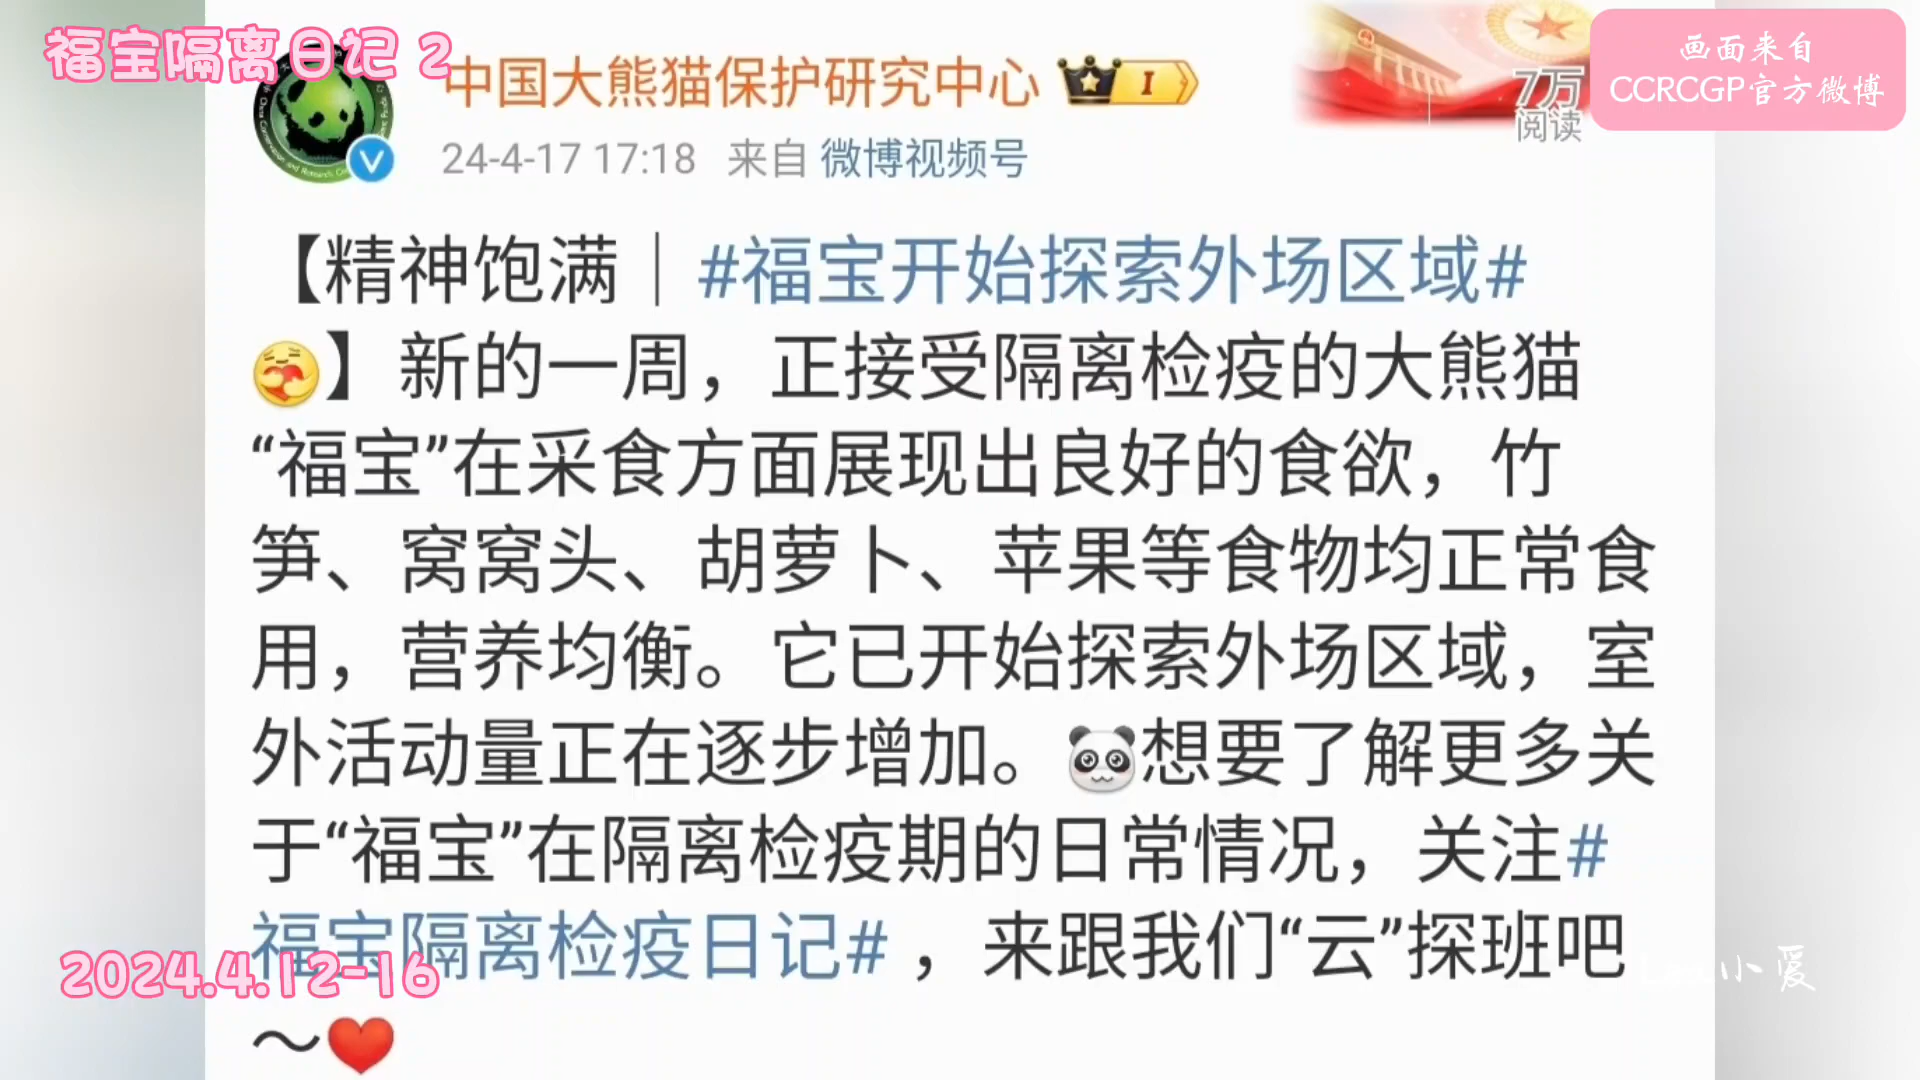 福宝隔离日记 2
中国大熊猫保护研究中心
I
24-4-17 17:18 来自 微博视频号
7万
阅读
画面来自
CCRCGP官方微博
【精神饱满｜#福宝开始探索外场区域#
】新的一周，正接受隔离检疫的大熊猫
“福宝”在采食方面展现出良好的食欲，竹
笋、窝窝头、胡萝卜、苹果等食物均正常食
用，营养均衡。它已开始探索外场区域，室
外活动量正在逐步增加。想要了解更多关
于“福宝”在隔离检疫期的日常情况，关注#
福宝隔离检疫日记#，来跟我们“云”探班吧
～
2024.4.12-16
小爱